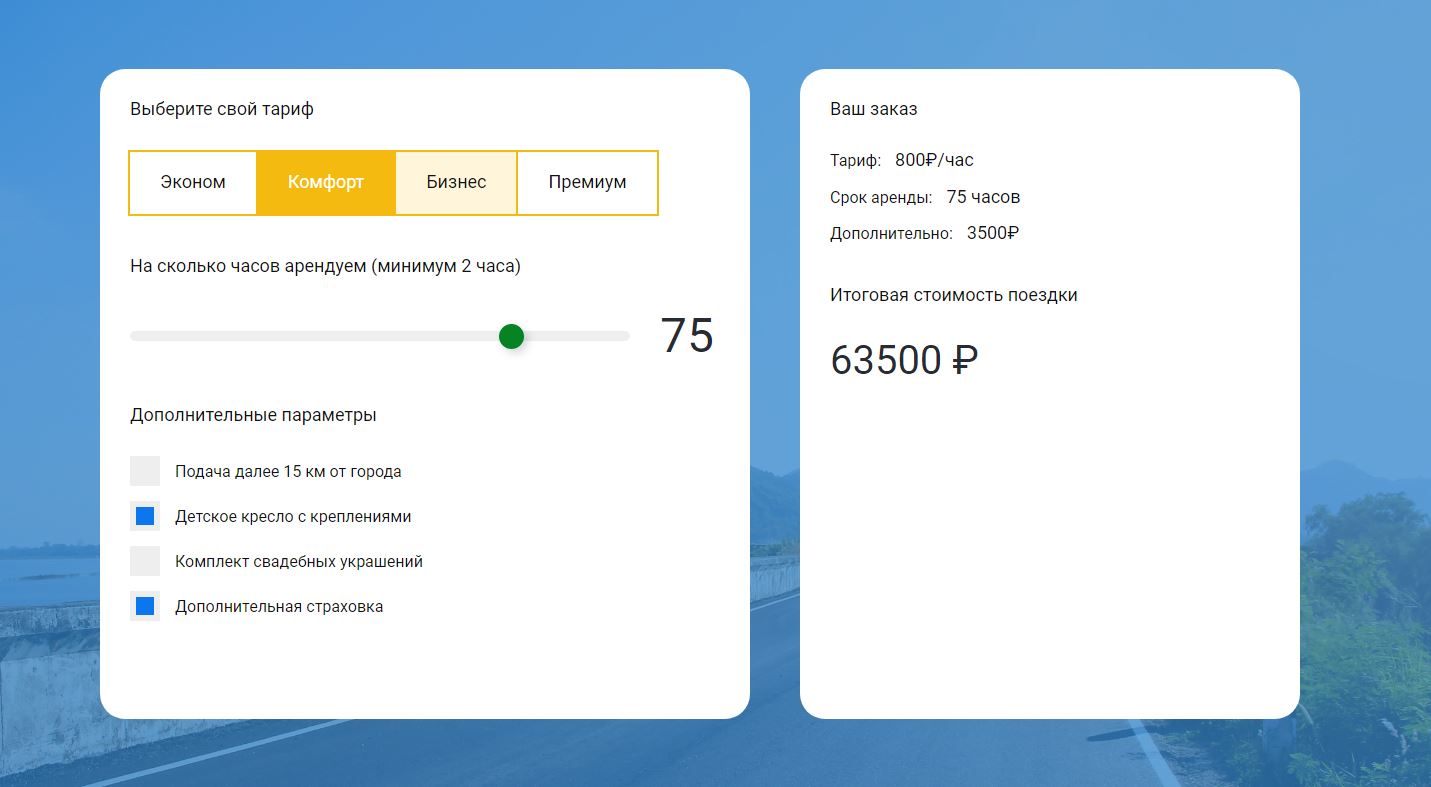 Выберите свой тариф
Эконом Комфорт Бизнес Премиум
На сколько часов арендуем (минимум 2 часа)
75
Дополнительные параметры
Подача далее 15 км от города
Детское кресло с креплениями
Комплект свадебных украшений
Дополнительная страховка
Ваш заказ
Тариф: 800₽/час
Срок аренды: 75 часов
Дополнительно: 3500₽
Итоговая стоимость поездки
63500 ₽